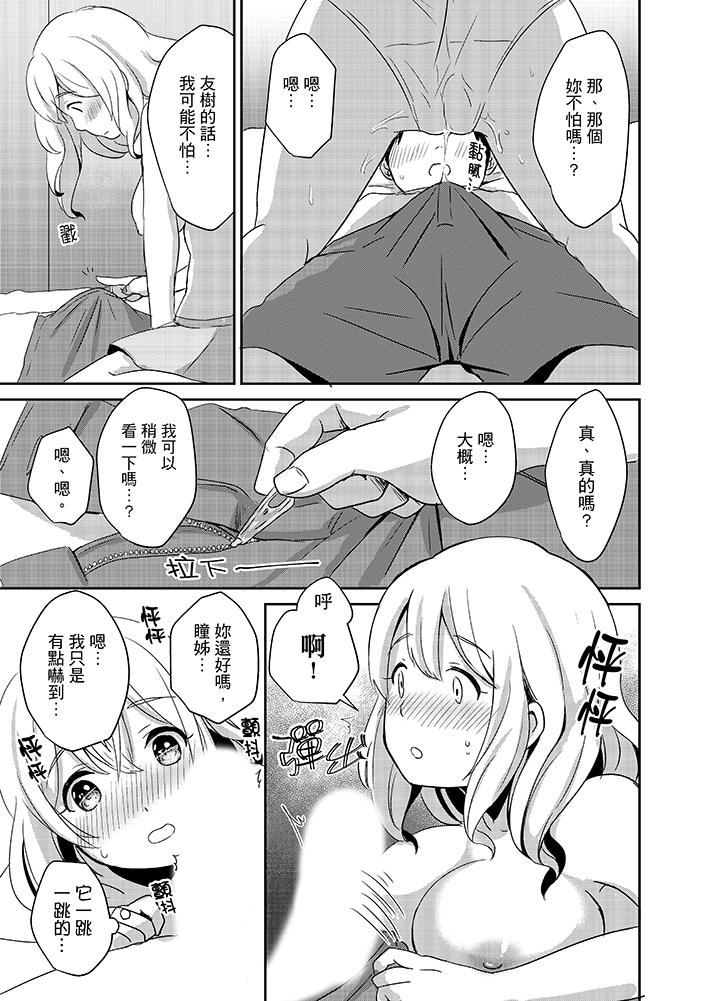 那、那個
妳不怕嗎…？
嗯…
嗯…
黏膩…
友樹的話…
我可能不怕…
戳
真、真的嗎？
嗯…
大概…
我可以
稍微
看一下嗎…？
嗯、嗯。
拉下
呼
啊！
怦
怦
彈出
妳還好嗎，
瞳姊…
嗯…
我只是
有點嚇到…
怦
怦
顫抖
怦
怦
顫抖
它一跳
一跳的…